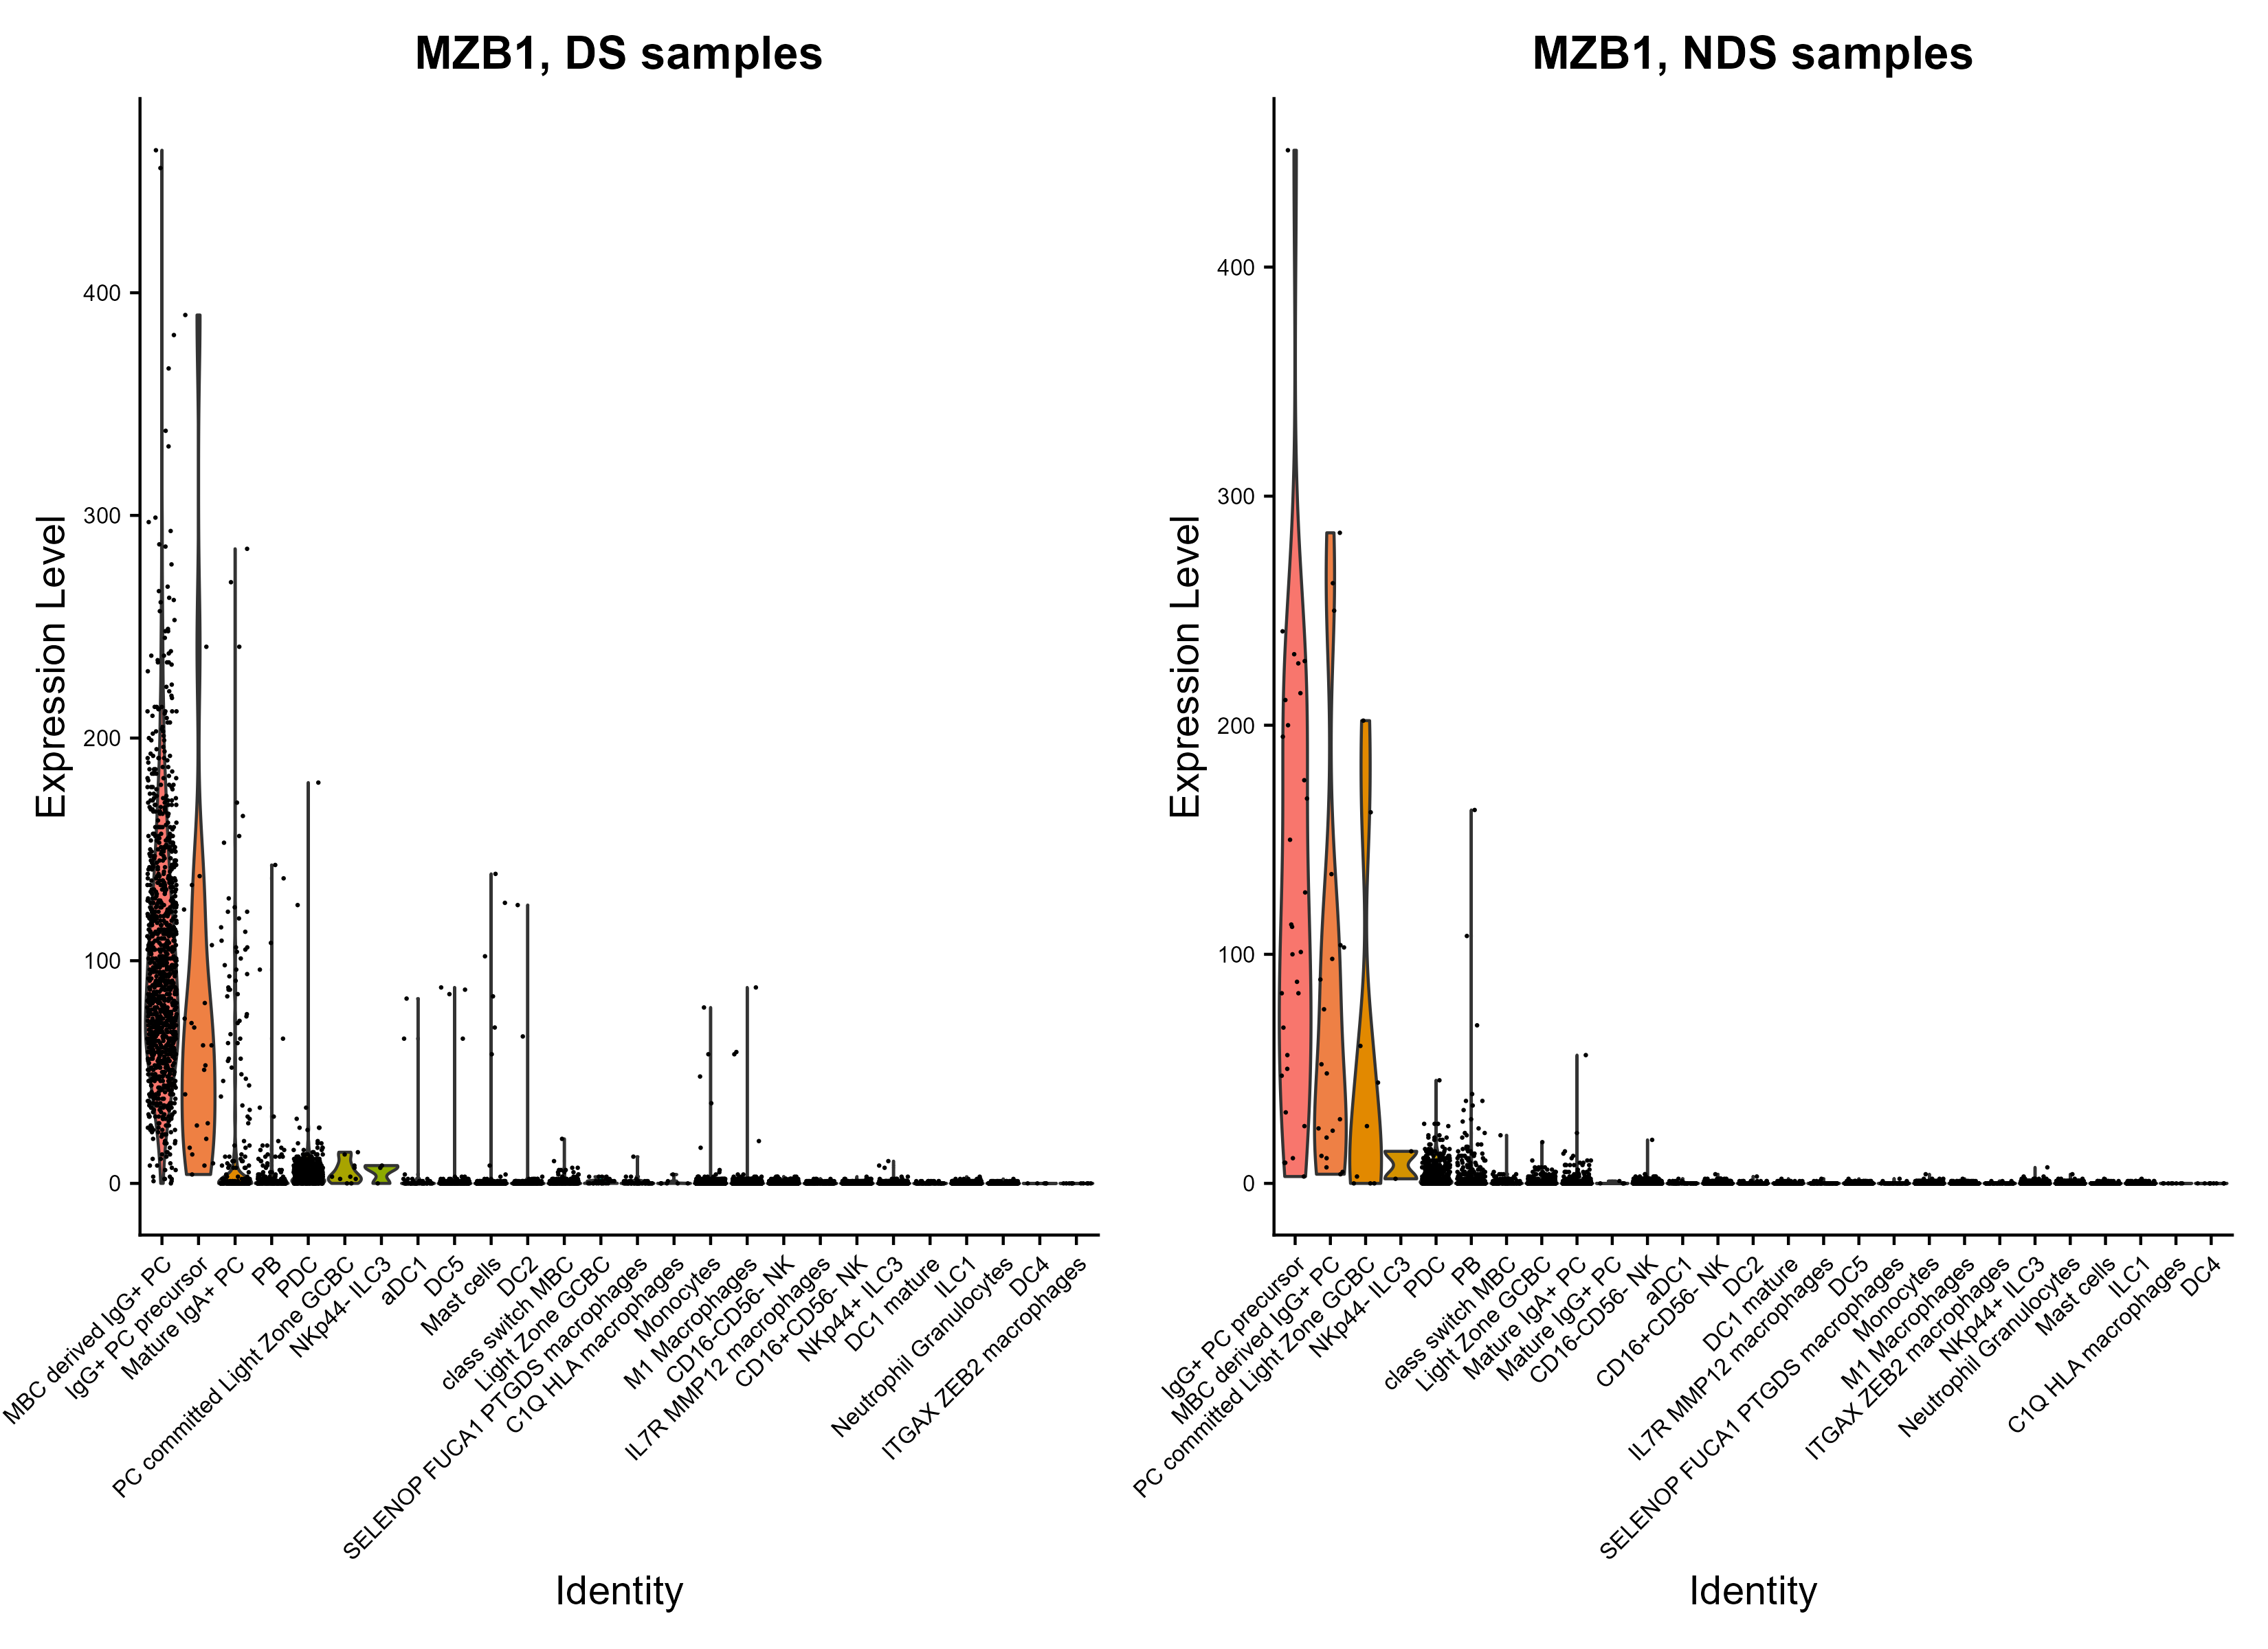 MZB1, DS samples
Expression Level
400
300
200
100
0
MBC derived IgG+ PC
IgG+ PC precursor
Mature IgA+ PC
PB
PDC
PC committed Light Zone GCBC
NKp44- ILC3
aDC1
DC5
Mast cells
DC2
class switch MBC
Light Zone GCBC
SELENOP FUCA1 PTGDS macrophages
C1Q HLA macrophages
Monocytes
M1 Macrophages
CD16-CD56- NK
IL7R MMP12 macrophages
CD16+CD56- NK
NKp44+ ILC3
DC1 mature
ILC1
Neutrophil Granulocytes
DC4
ITGAX ZEB2 macrophages
Identity
MZB1, NDS samples
Expression Level
400
300
200
100
0
IgG+ PC precursor
MBC derived IgG+ PC
PC committed Light Zone GCBC
NKp44- ILC3
PDC
PB
class switch MBC
Light Zone GCBC
Mature IgA+ PC
Mature IgG+ PC
CD16-CD56- NK
aDC1
CD16+CD56- NK
DC2
DC1 mature
IL7R MMP12 macrophages
DC5
SELENOP FUCA1 PTGDS macrophages
Monocytes
M1 Macrophages
ITGAX ZEB2 macrophages
NKp44+ ILC3
Neutrophil Granulocytes
Mast cells
ILC1
C1Q HLA macrophages
DC4
Identity